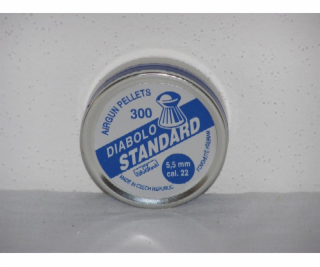 AIRGUN PELLETS
300
DIABOLO
STANDARD
5,5 mm
cal. 22
MADE IN CZECH REPUBLIC